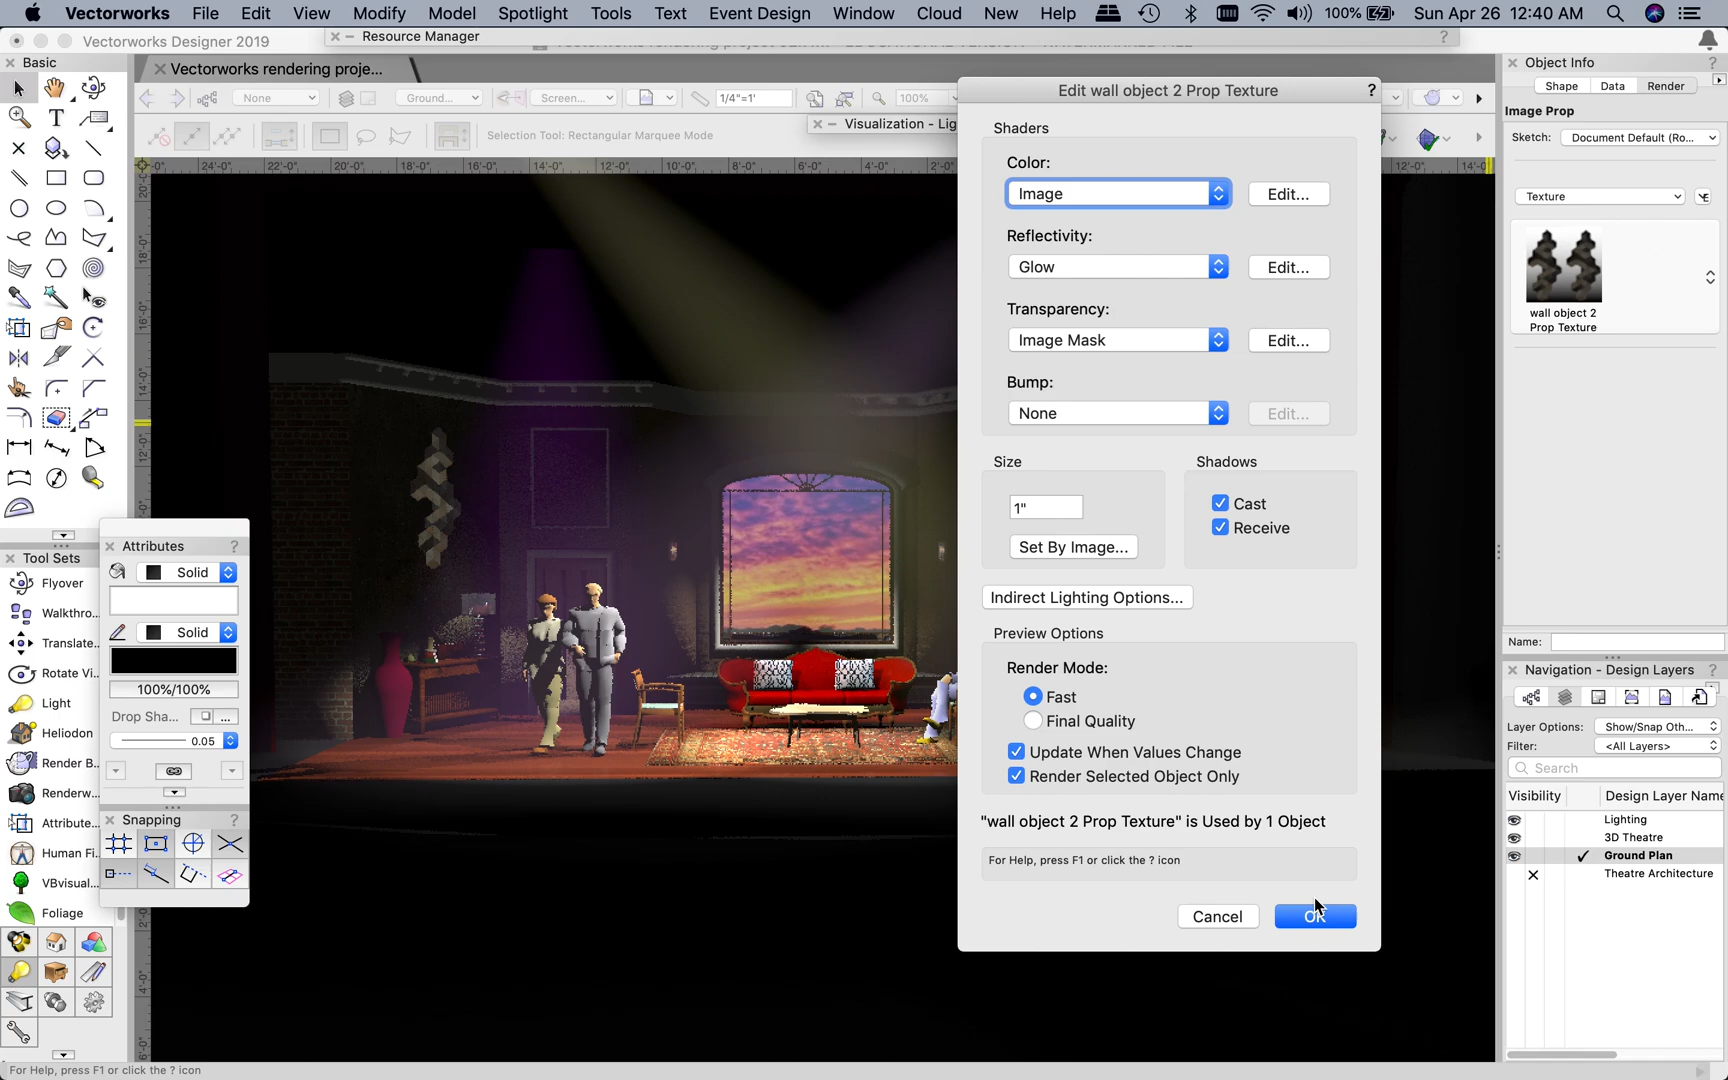 Vectorworks File Edit View Modify Model Spotlight Tools Text Event Design Window Cloud New Help 100% Sun Apr 26 12:40 AM
Vectorworks Designer 2019
Resource Manager
?
Basic
Vectorworks rendering proje...
Object Info ?
Shape Data Render
None Ground... Screen... 1/4"=1' 100%
Selection Tool: Rectangular Marquee Mode
Visualization - Lig
Image Prop
Sketch: Document Default (Ro...
Texture
wall object 2
Prop Texture
Name:
Edit wall object 2 Prop Texture ?
Shaders
Color:
Image Edit...
Reflectivity:
Glow Edit...
Transparency:
Image Mask Edit...
Bump:
None Edit...
Size Shadows
1"
Set By Image...
Cast
Receive
Indirect Lighting Options...
Preview Options
Render Mode:
Fast
Final Quality
Update When Values Change
Render Selected Object Only
"wall object 2 Prop Texture" is Used by 1 Object
For Help, press F1 or click the ? icon
Cancel OK
Attributes ?
Solid
Solid
100%/100%
Drop Sha... ...
0.05
Snapping ?
Tool Sets
Flyover
Walkthro...
Translate...
Rotate Vi...
Light
Heliodon
Render B...
Renderw...
Attribute...
Human Fi...
VBvisual...
Foliage
Navigation - Design Layers ?
Layer Options: Show/Snap Oth...
Filter: <All Layers>
Search
Visibility Design Layer Name
Lighting
3D Theatre
Ground Plan
Theatre Architecture
For Help, press F1 or click the ? icon